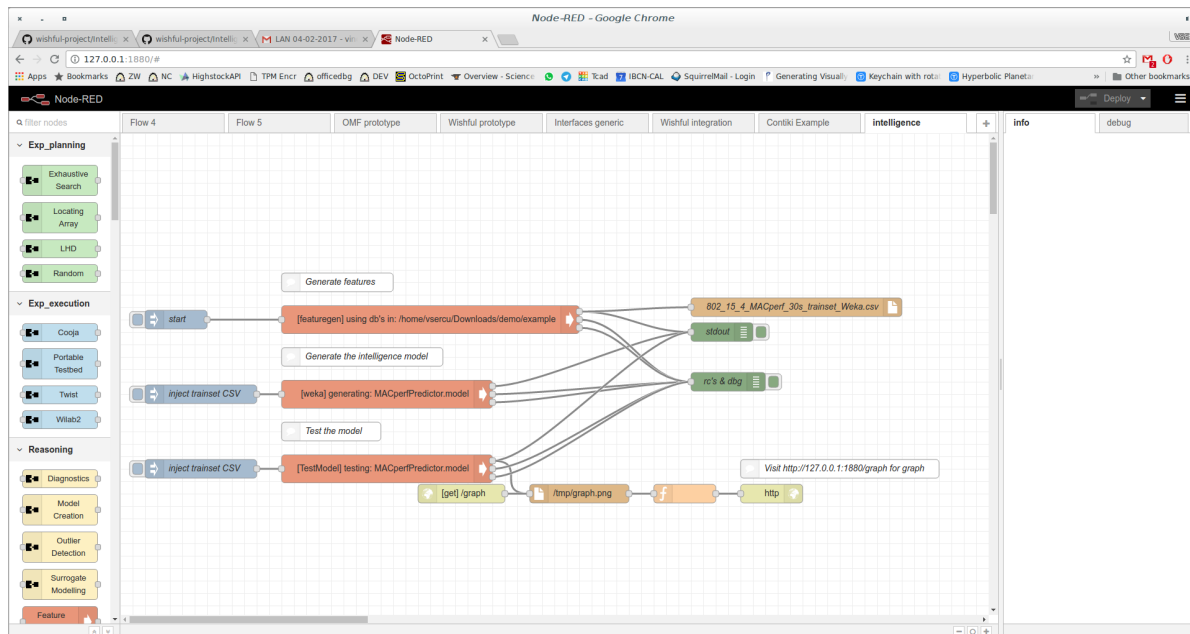 Node-RED - Google Chrome
wishful-project/Intellig
wishful-project/Intellig
M LAN 04-02-2017 - vin
Node-RED
127.0.0.1:1880/#
Apps Bookmarks ZW NC HighstockAPI TPM Encr officedbg DEV OctoPrint Overview - Science Tcad IBCN-CAL SquirrelMail - Login Generating Visually Keychain with rotat Hyperbolic Planetar » Other bookmarks
Node-RED
Deploy
filter nodes
Flow 4
Flow 5
OMF prototype
Wishful prototype
Interfaces generic
Wishful integration
Contiki Example
intelligence
+
info
debug
Exp_planning
Exhaustive
Search
Locating
Array
LHD
Random
Exp_execution
Cooja
Portable
Testbed
Twist
Wilab2
Reasoning
Diagnostics
Model
Creation
Outlier
Detection
Surrogate
Modelling
Feature
Generate features
start
[featuregen] using db's in: /home/vsercu/Downloads/demo/example
802_15_4_MACperf_30s_trainset_Weka.csv
stdout
Generate the intelligence model
inject trainset CSV
[weka] generating: MACperfPredictor.model
rc's & dbg
Test the model
inject trainset CSV
[TestModel] testing: MACperfPredictor.model
Visit http://127.0.0.1:1880/graph for graph
[get] /graph
/tmp/graph.png
f
http